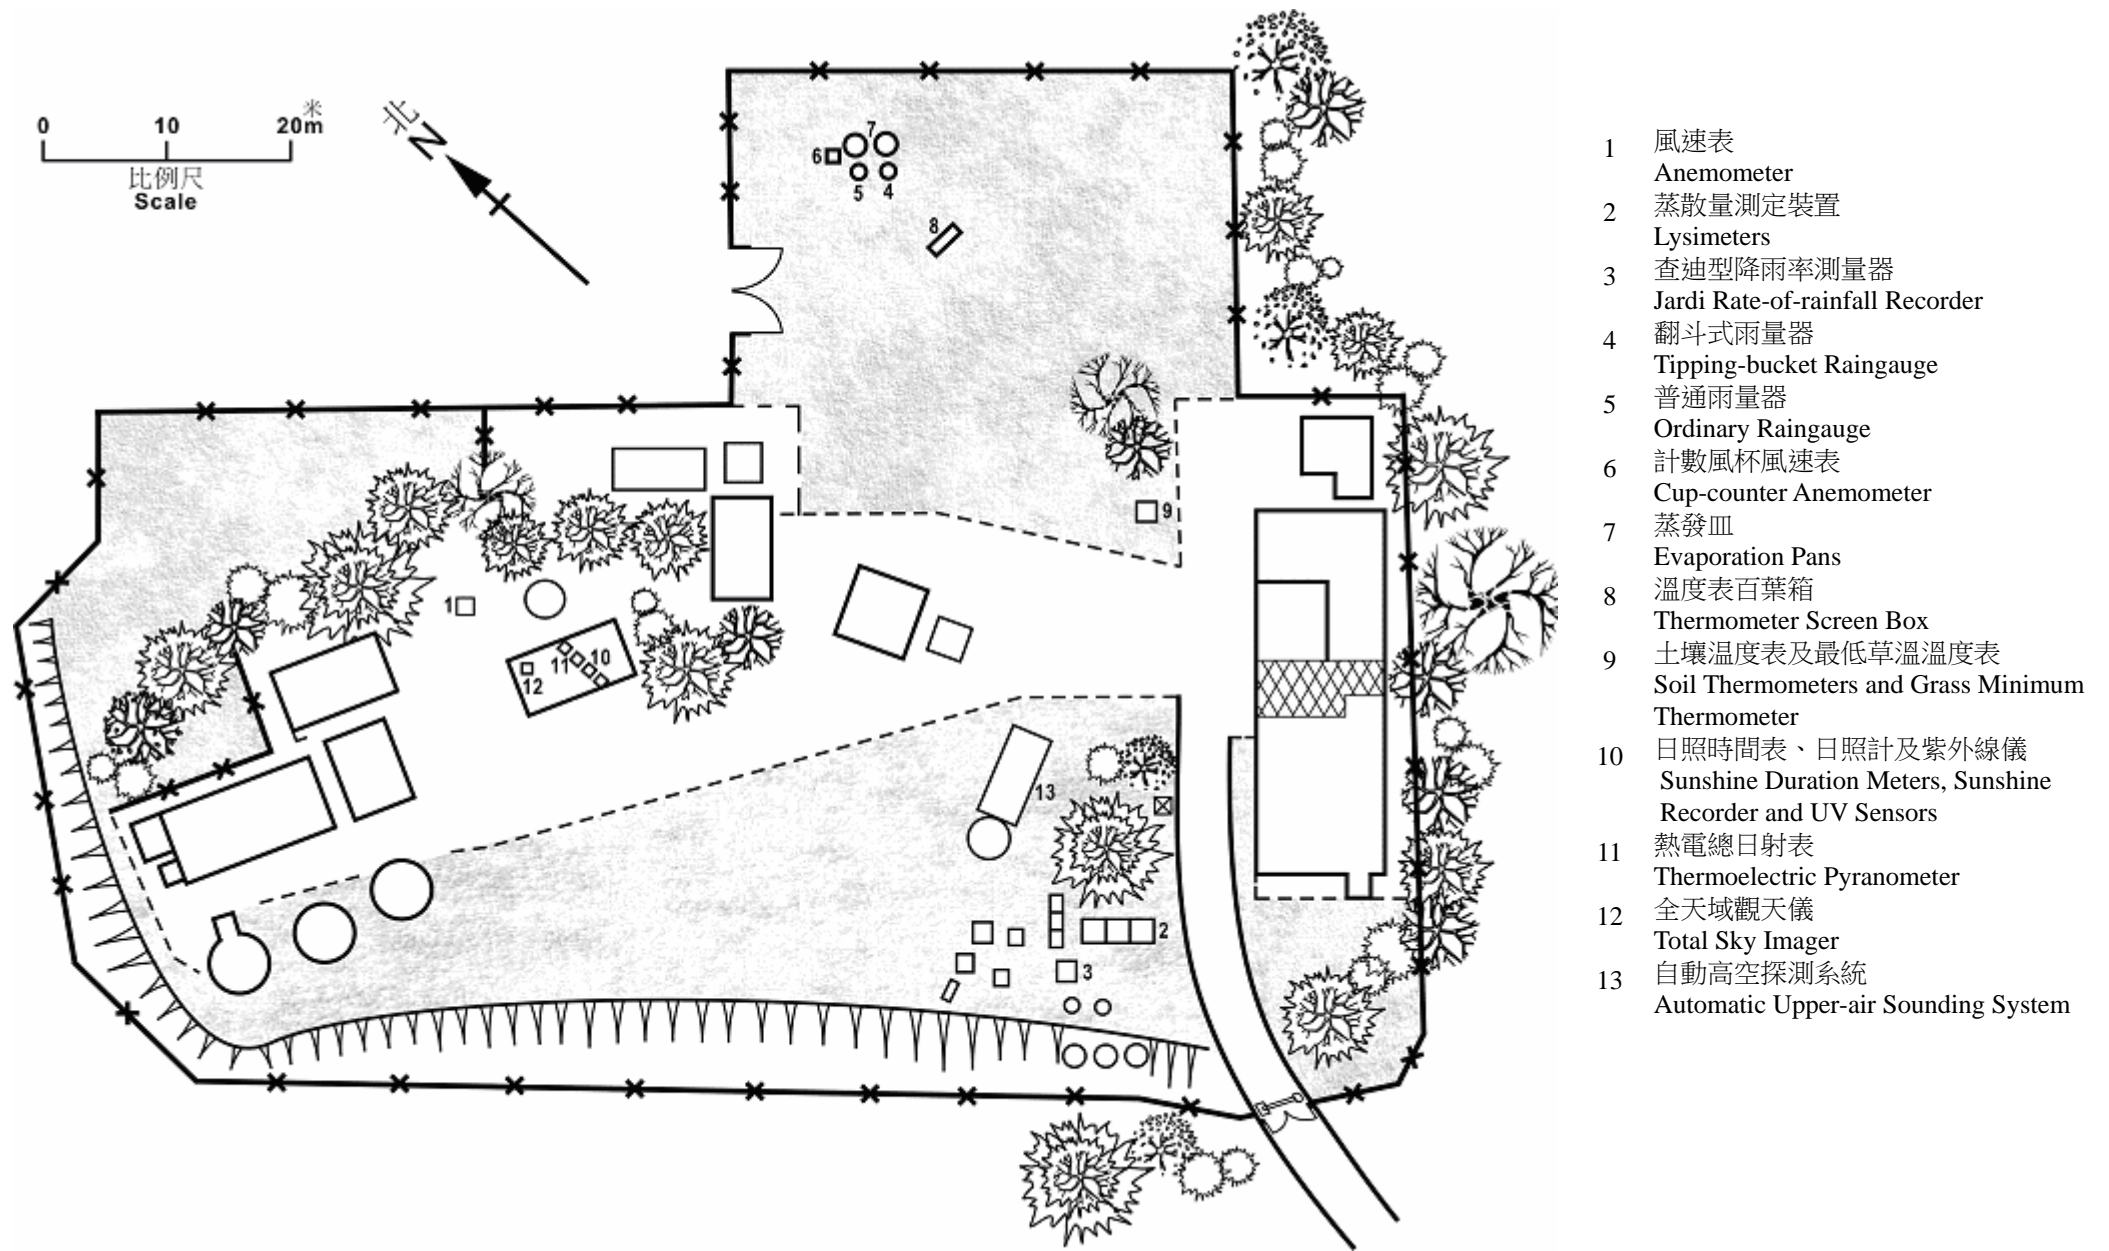 0 10 20m
米
比例尺
Scale
北
N
7
6
5 4
8
9
1
11 10
12
13
2
3
1 風速表
Anemometer
2 蒸散量測定裝置
Lysimeters
3 查迪型降雨率測量器
Jardi Rate-of-rainfall Recorder
4 翻斗式雨量器
Tipping-bucket Raingauge
5 普通雨量器
Ordinary Raingauge
6 計數風杯風速表
Cup-counter Anemometer
7 蒸發皿
Evaporation Pans
8 溫度表百葉箱
Thermometer Screen Box
9 土壤温度表及最低草溫溫度表
Soil Thermometers and Grass Minimum
Thermometer
10 日照時間表、日照計及紫外線儀
Sunshine Duration Meters, Sunshine
Recorder and UV Sensors
11 熱電總日射表
Thermoelectric Pyranometer
12 全天域觀天儀
Total Sky Imager
13 自動高空探測系統
Automatic Upper-air Sounding System